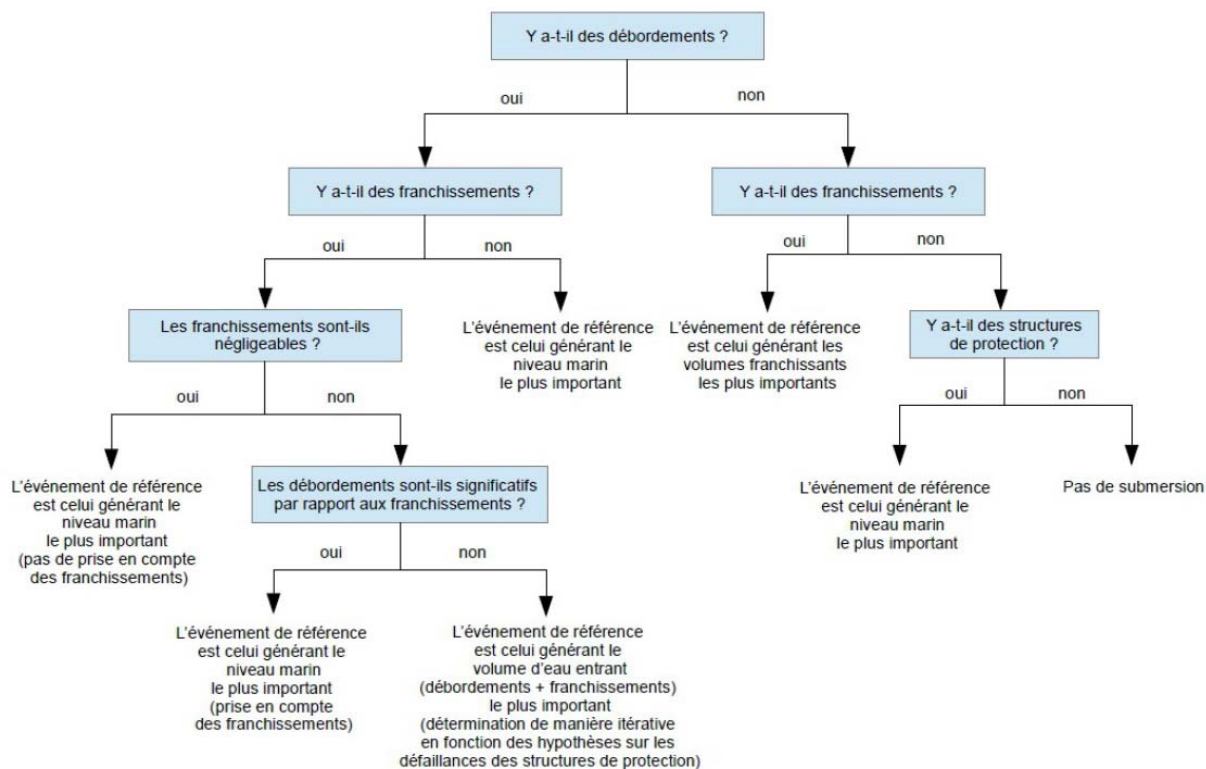 Y a-t-il des débordements ?
oui
non
Y a-t-il des franchissements ?
Y a-t-il des franchissements ?
oui
non
oui
non
Les franchissements sont-ils
négligeables ?
L'événement de référence
est celui générant le
niveau marin
le plus important
L'événement de référence
est celui générant les
volumes franchissants
les plus importants
Y a-t-il des structures
de protection ?
oui
non
oui
non
L'événement de référence
est celui générant le
niveau marin
le plus important
(pas de prise en compte
des franchissements)
Les débordements sont-ils significatifs
par rapport aux franchissements ?
L'événement de référence
est celui générant le
niveau marin
le plus important
Pas de submersion
oui
non
L'événement de référence
est celui générant le
niveau marin
le plus important
(prise en compte
des franchissements)
L'événement de référence
est celui générant le
volume d'eau entrant
(débordements + franchissements)
le plus important
(détermination de manière itérative
en fonction des hypothèses sur les
défaillances des structures de protection)